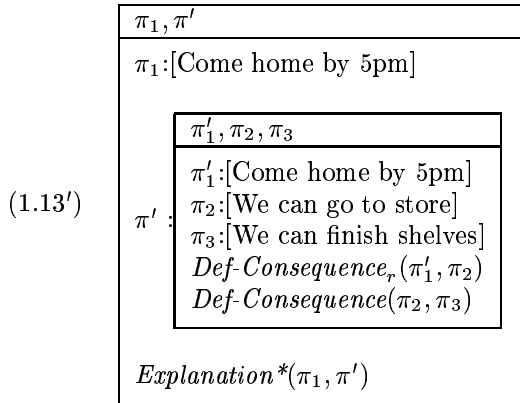 π₁, π′
π₁:[Come home by 5pm]
π′₁, π₂, π₃
π′₁:[Come home by 5pm]
(1.13′)
π′ :
π₂:[We can go to store]
π₃:[We can finish shelves]
Def-Consequenceᵣ(π′₁, π₂)
Def-Consequence(π₂, π₃)
Explanation*(π₁, π′)